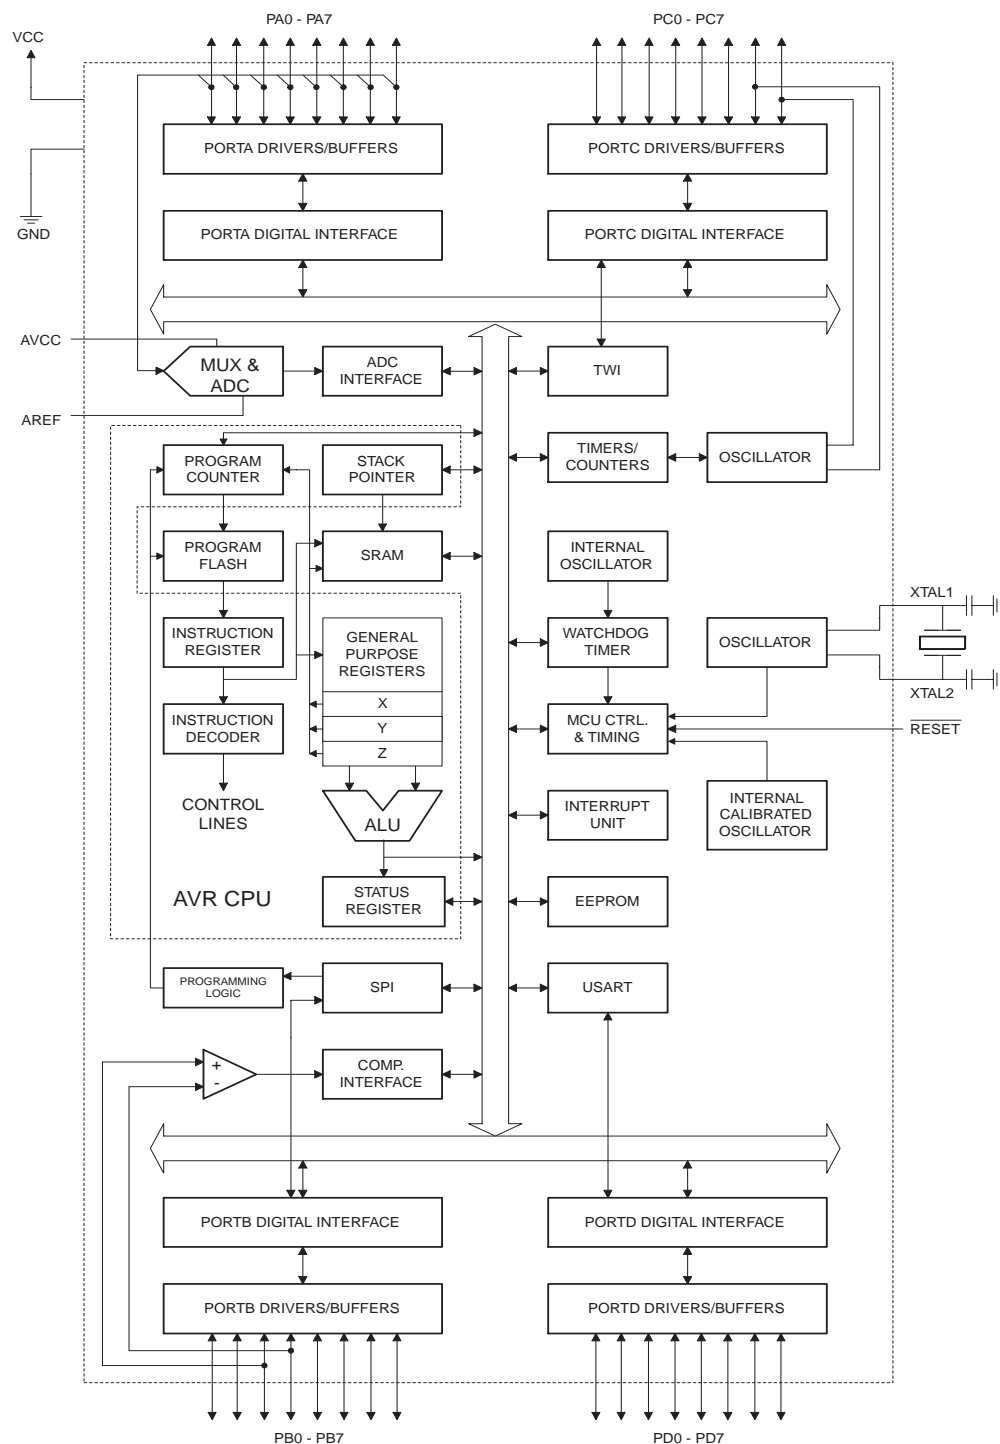 PA0 - PA7
PC0 - PC7
VCC
PORTA DRIVERS/BUFFERS
PORTC DRIVERS/BUFFERS
GND
PORTA DIGITAL INTERFACE
PORTC DIGITAL INTERFACE
AVCC
MUX &
ADC
ADC
INTERFACE
TWI
AREF
PROGRAM
COUNTER
STACK
POINTER
TIMERS/
COUNTERS
OSCILLATOR
PROGRAM
FLASH
SRAM
INTERNAL
OSCILLATOR
XTAL1
INSTRUCTION
REGISTER
GENERAL
PURPOSE
REGISTERS
WATCHDOG
TIMER
OSCILLATOR
XTAL2
X
INSTRUCTION
DECODER
Y
MCU CTRL.
& TIMING
RESET
Z
CONTROL
LINES
ALU
INTERRUPT
UNIT
INTERNAL
CALIBRATED
OSCILLATOR
AVR CPU
STATUS
REGISTER
EEPROM
PROGRAMMING
LOGIC
SPI
USART
+
-
COMP.
INTERFACE
PORTB DIGITAL INTERFACE
PORTD DIGITAL INTERFACE
PORTB DRIVERS/BUFFERS
PORTD DRIVERS/BUFFERS
PB0 - PB7
PD0 - PD7